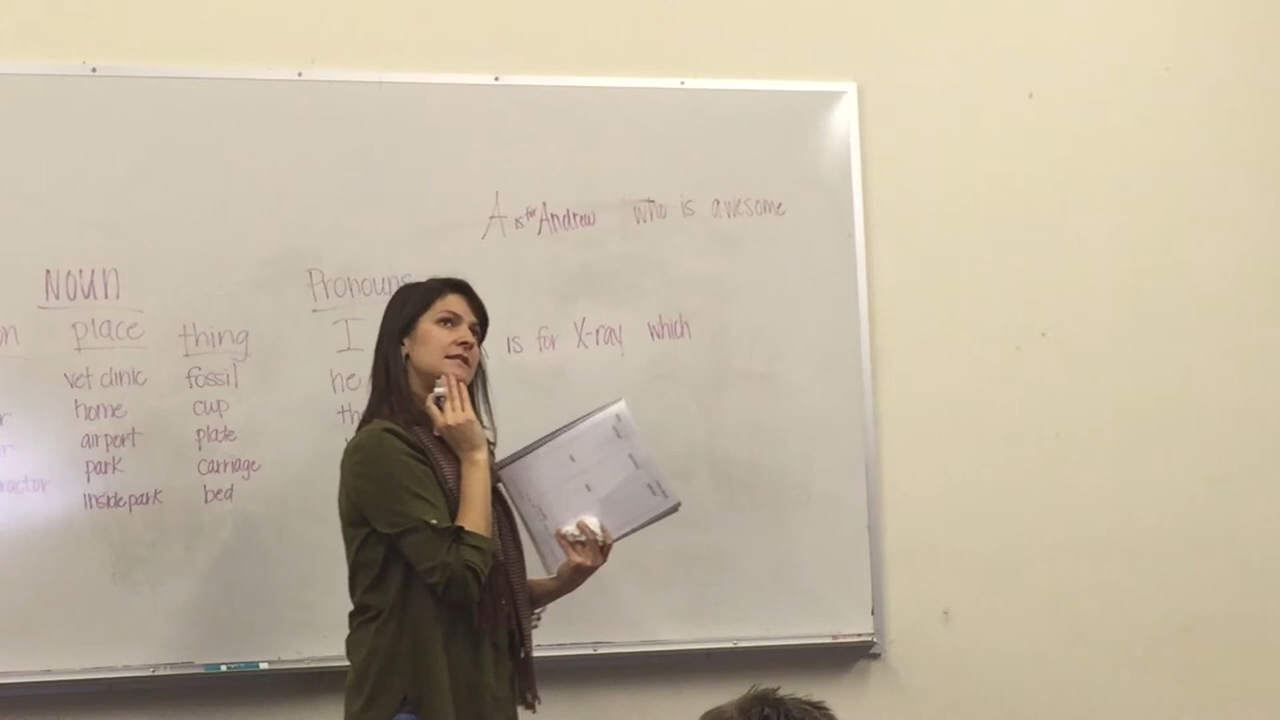 A is for Andrew who is awesome
NOUN Pronouns
place thing I is for X-ray which
vet clinic fossil he
home cup th
airport plate
park carriage
inside park bed